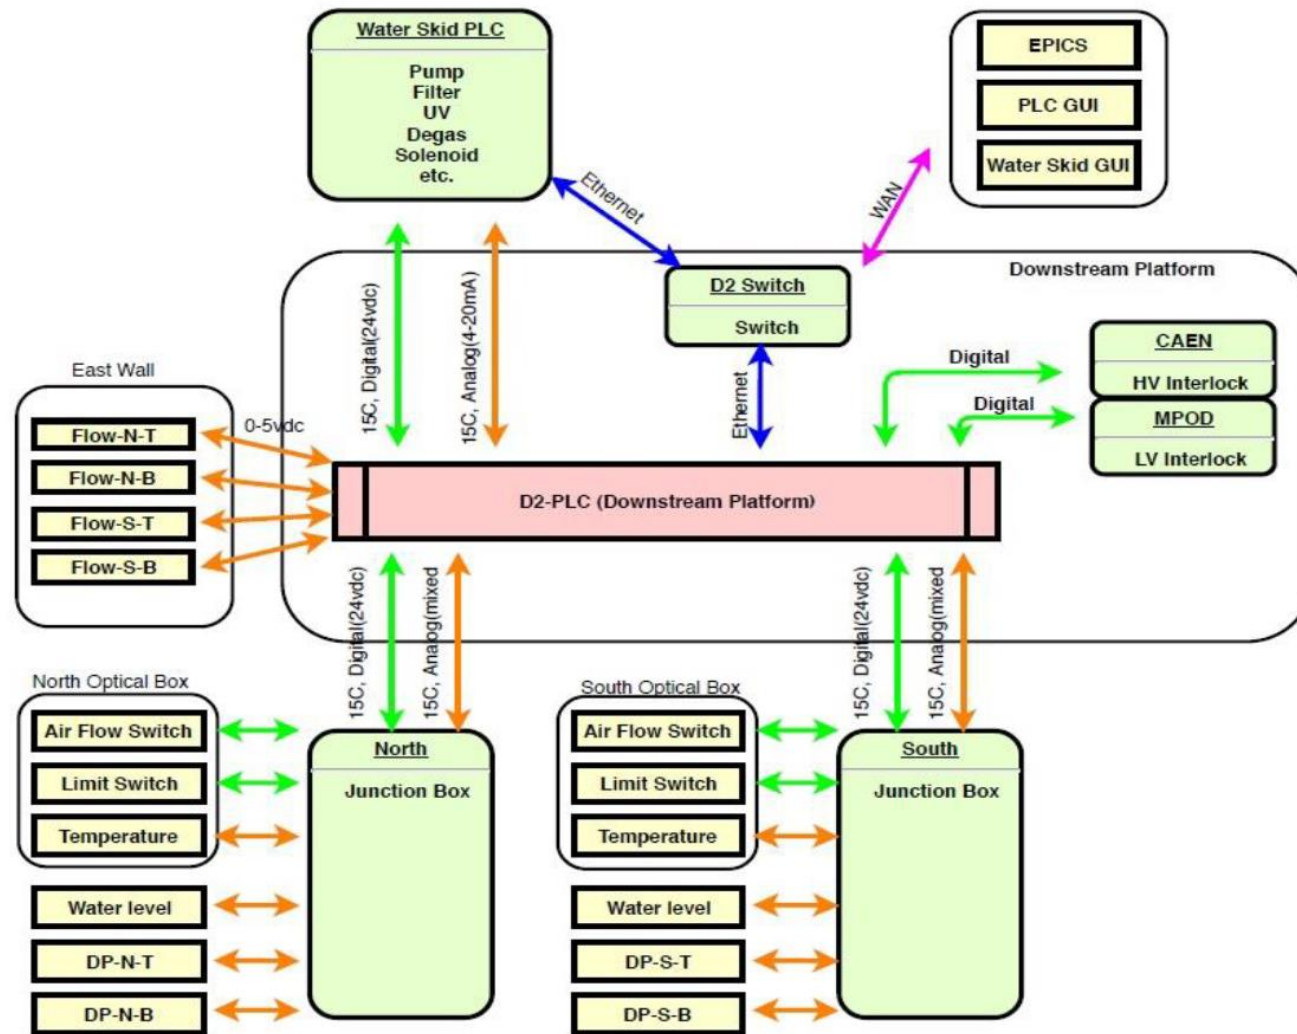 Water Skid PLC
Pump
Filter
UV
Degas
Solenoid
etc.
EPICS
PLC GUI
Water Skid GUI
Ethernet
WAN
Downstream Platform
D2 Switch
Switch
15C, Digital(24vdc)
15C, Analog(4-20mA)
Ethernet
Digital
Digital
CAEN
HV Interlock
MPOD
LV Interlock
East Wall
Flow-N-T
Flow-N-B
Flow-S-T
Flow-S-B
0-5vdc
D2-PLC (Downstream Platform)
15C, Digital(24vdc)
15C, Analog(mixed
15C, Digital(24vdc)
15C, Analog(mixed
North Optical Box
Air Flow Switch
Limit Switch
Temperature
Water level
DP-N-T
DP-N-B
North
Junction Box
South Optical Box
Air Flow Switch
Limit Switch
Temperature
Water level
DP-S-T
DP-S-B
South
Junction Box